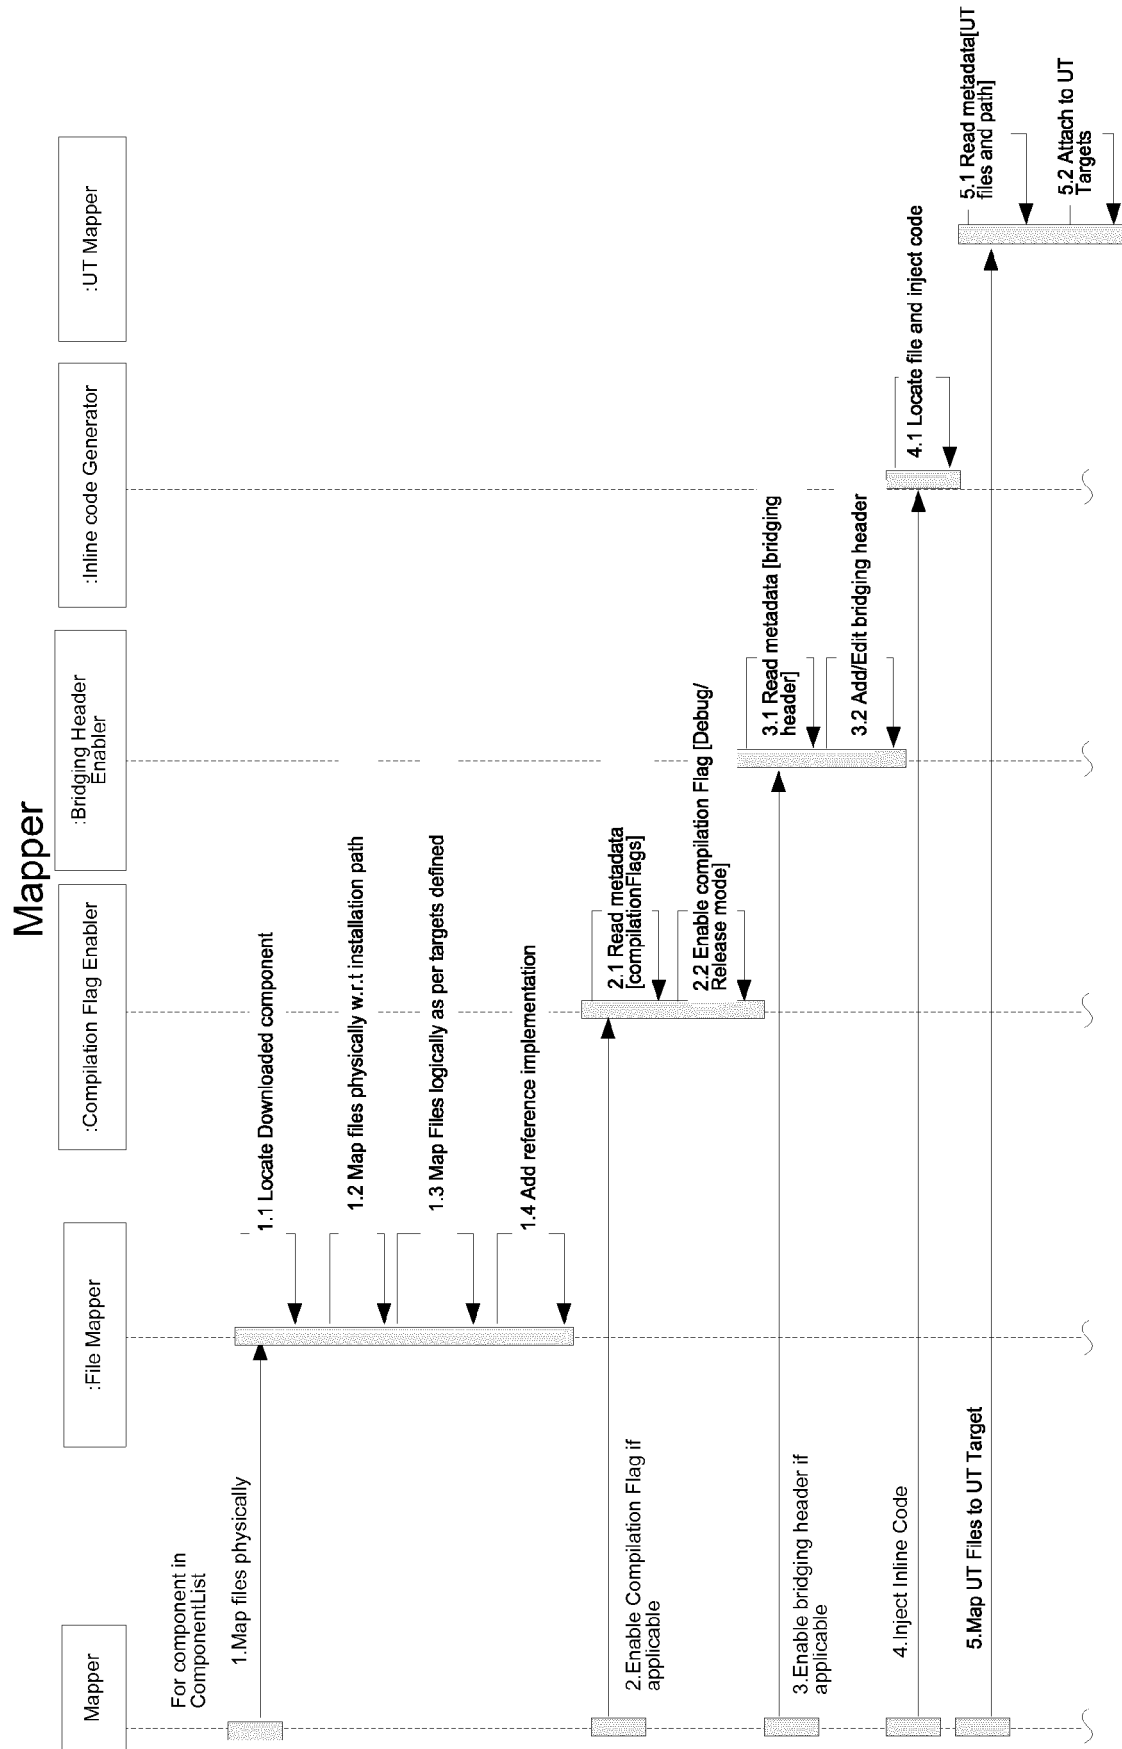 Mapper
Mapper
:File Mapper
:Compilation Flag Enabler
:Bridging Header
Enabler
:Inline code Generator
:UT Mapper
For component in
ComponentList
1.Map files physically
1.1 Locate Downloaded component
1.2 Map files physically w.r.t installation path
1.3 Map Files logically as per targets defined
1.4 Add reference implementation
2.Enable Compilation Flag if
applicable
2.1 Read metadata
[compilationFlags]
2.2 Enable compilation Flag [Debug/
Release mode]
3.Enable bridging header if
applicable
3.1 Read metadata [bridging
header]
3.2 Add/Edit bridging header
4.Inject Inline Code
4.1 Locate file and inject code
5.Map UT Files to UT Target
5.1 Read metadata[UT
files and path]
5.2 Attach to UT
Targets